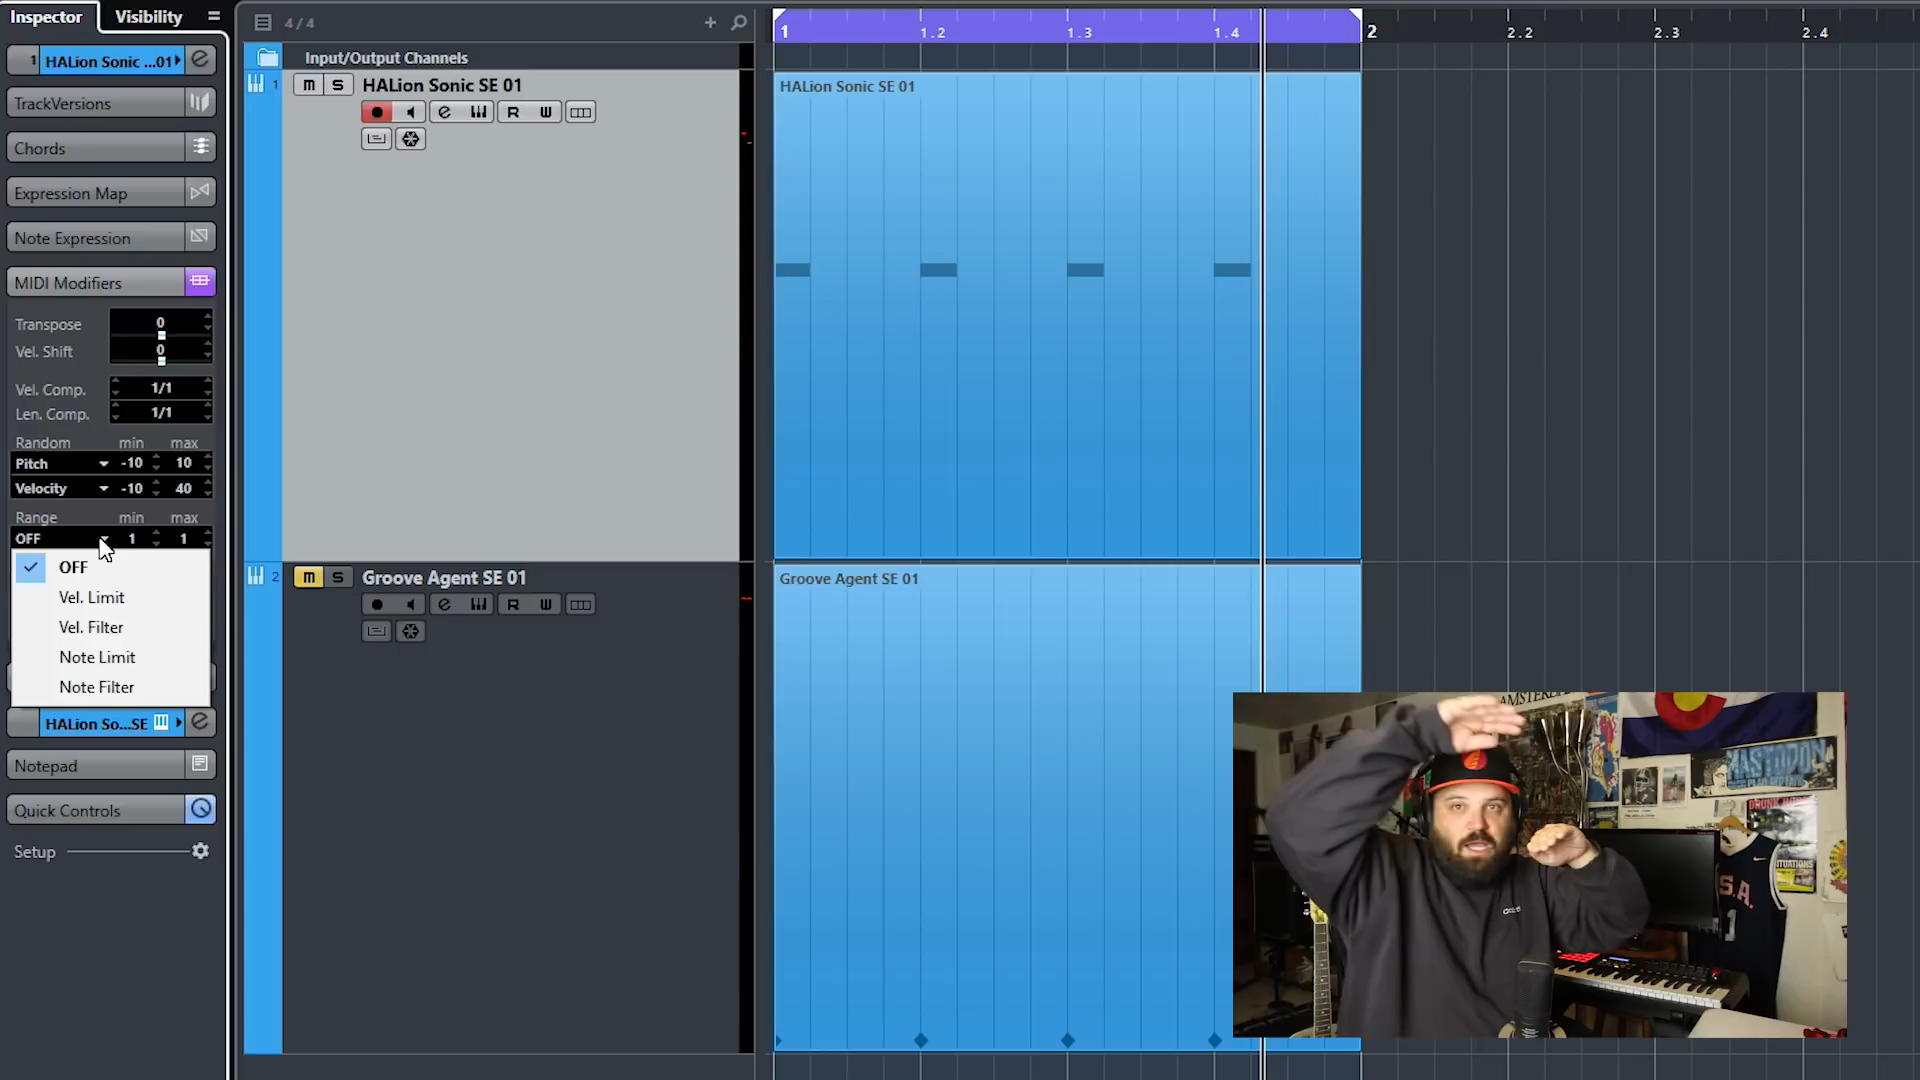 Inspector
Visibility
4/4
1
1.2
1.3
1.4
2
2.2
2.3
2.4
1 HALion Sonic ...01
Input/Output Channels
TrackVersions
Chords
Expression Map
Note Expression
MIDI Modifiers
Transpose 0
Vel. Shift 0
Vel. Comp. 1/1
Len. Comp. 1/1
Random min max
Pitch -10 10
Velocity -10 40
Range min max
OFF 1 1
OFF
Vel. Limit
Vel. Filter
Note Limit
Note Filter
HALion So...SE
Notepad
Quick Controls
Setup
1 m S HALion Sonic SE 01
R W
2 m S Groove Agent SE 01
R W
HALion Sonic SE 01
Groove Agent SE 01
AMSTERD
MASTODON
S.A.
1